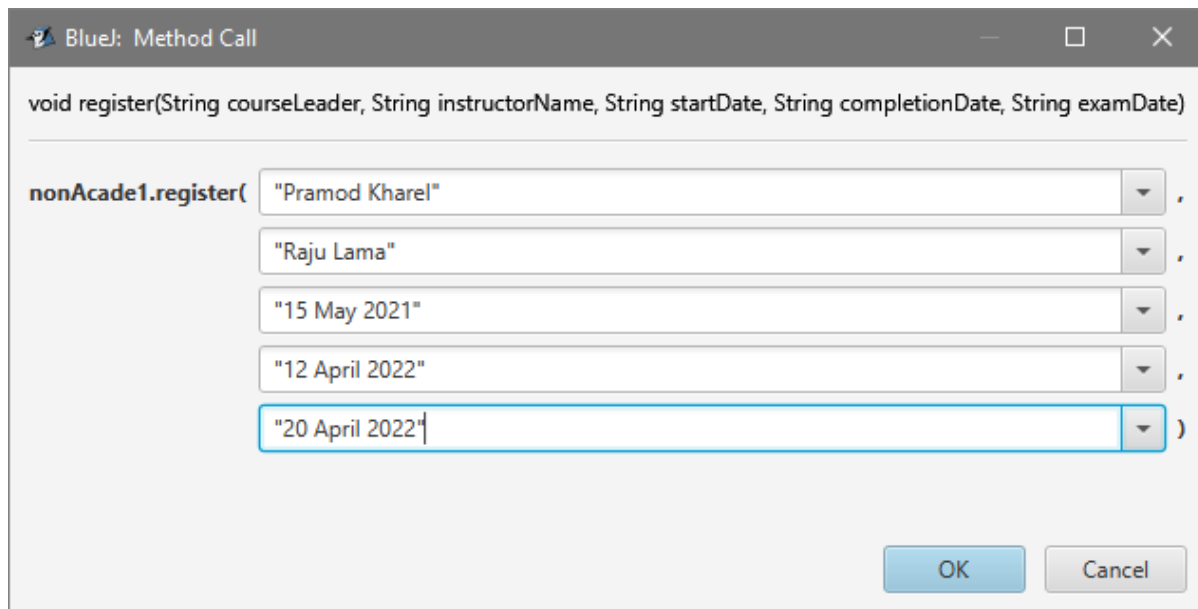 BlueJ: Method Call
void register(String courseLeader, String instructorName, String startDate, String completionDate, String examDate)
nonAcade1.register( "Pramod Kharel" ,
"Raju Lama" ,
"15 May 2021" ,
"12 April 2022" ,
"20 April 2022" )
OK Cancel